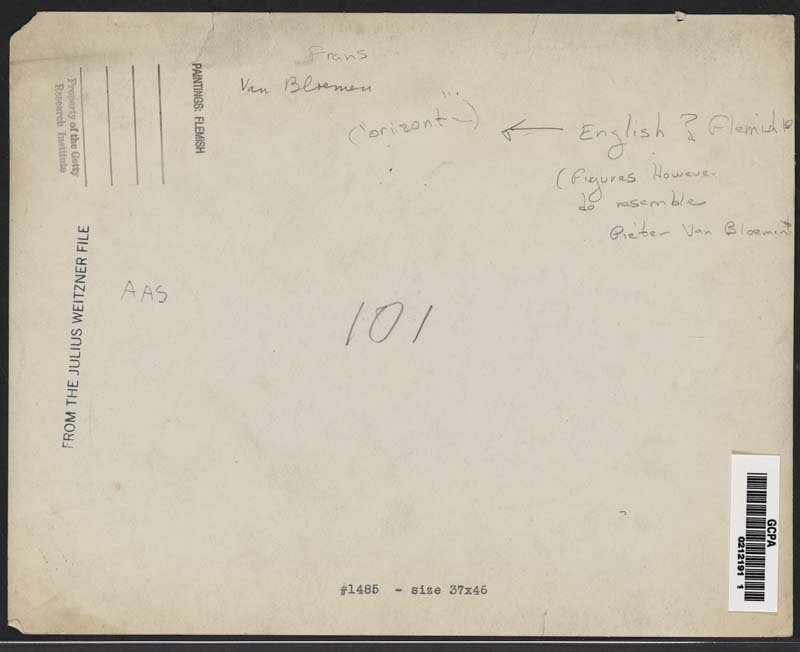 Frans
Van Bloemen
("orizont
English ? Flemish
(Figures However
do resemble
Pieter Van Bloemin
PAINTINGS: FLEMISH
Property of the Getty
Research Institute
FROM THE JULIUS WEITZNER FILE
AAS
101
#1485 - size 37x46
GCPA
0212191 1